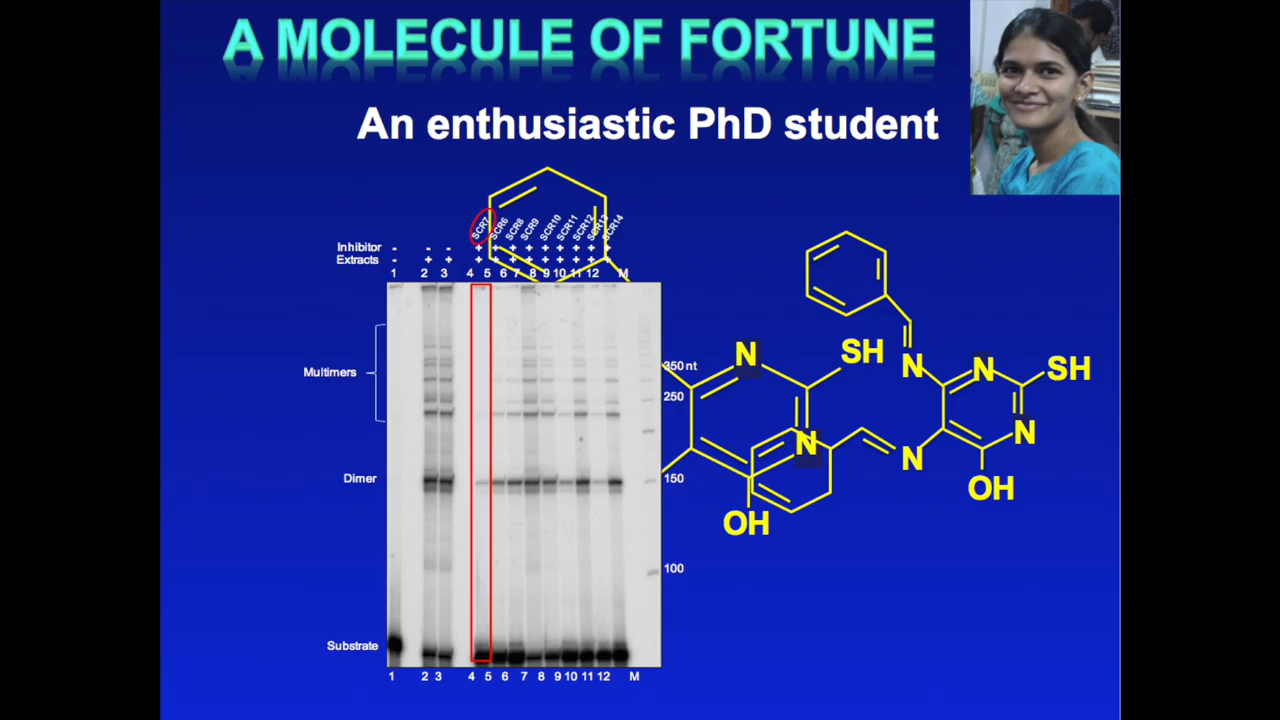 A MOLECULE OF FORTUNE
An enthusiastic PhD student
SCR7 SCR6 SCR8 SCR9 SCR10 SCR11 SCR12 SCR13 SCR14
Inhibitor - - - + + + + + + + + +
Extracts - + + + + + + + + + + +
1 2 3 4 5 6 7 8 9 10 11 12 M
Multimers
Dimer
Substrate
350 nt
250
150
100
1 2 3 4 5 6 7 8 9 10 11 12 M
N SH
N
OH
N N SH
N N
OH